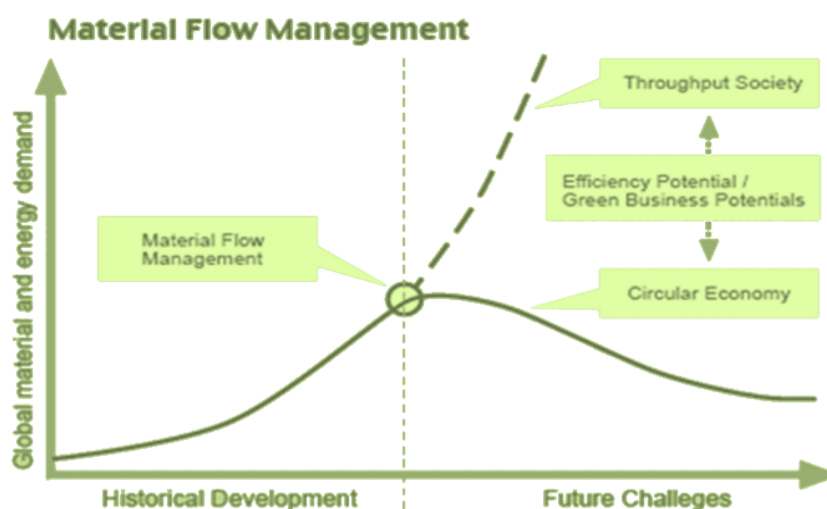 Material Flow Management
Global material and energy demand
Throughput Society
Efficiency Potential /
Green Business Potentials
Material Flow
Management
Circular Economy
Historical Development
Future Challeges